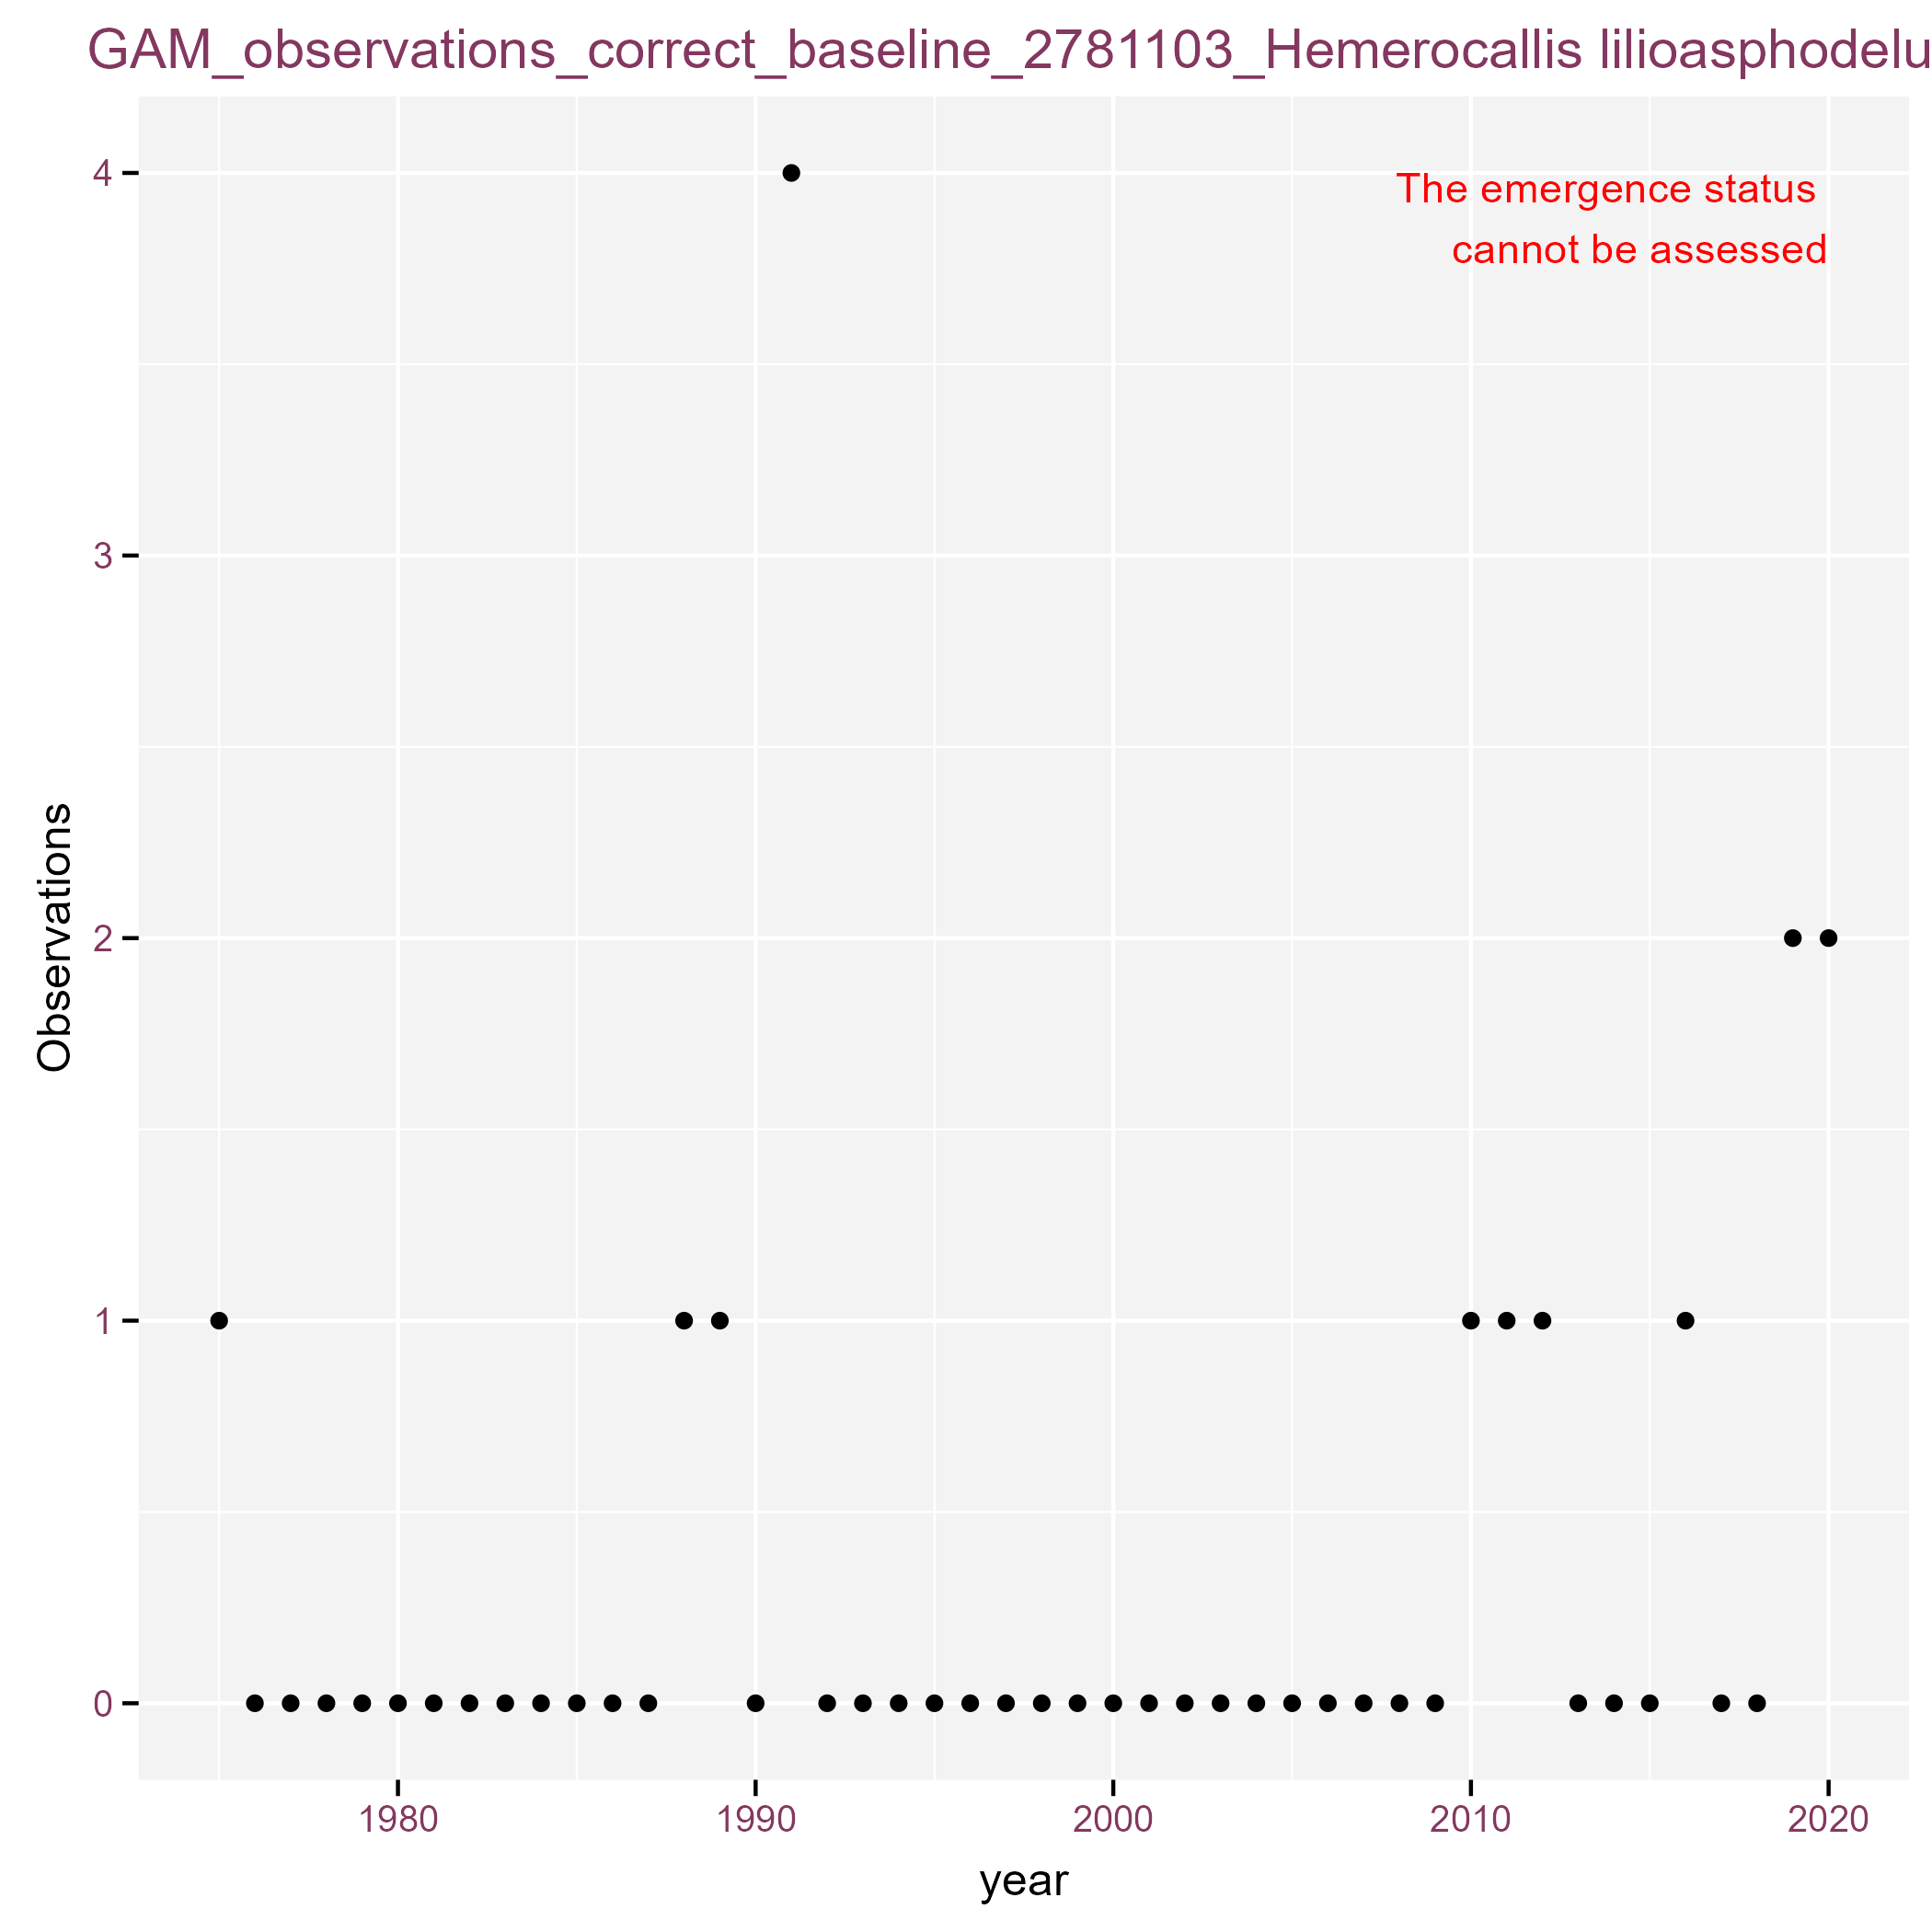 GAM_observations_correct_baseline_2781103_Hemerocallis lilioasphodelu
4
The emergence status
cannot be assessed
3
2
Observations
1
0
1980 1990 2000 2010 2020
year